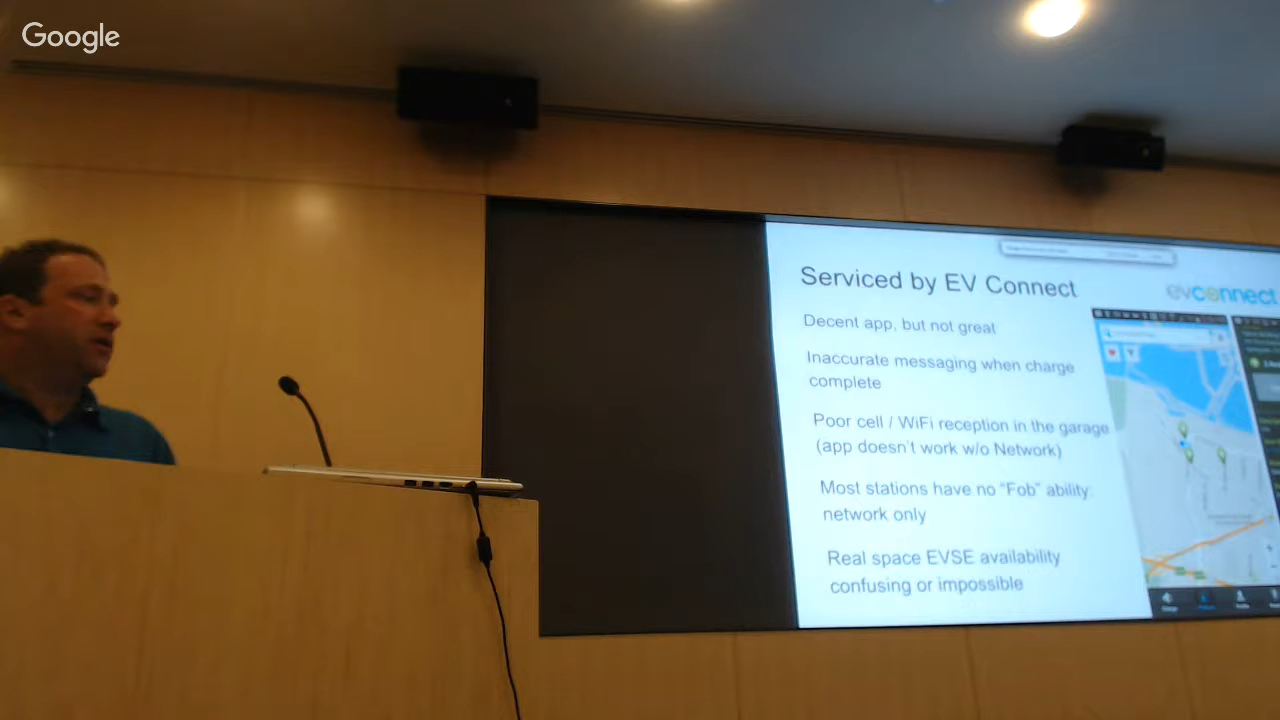 Google
Serviced by EV Connect
evconnect
Decent app, but not great
Inaccurate messaging when charge
complete
Poor cell / WiFi reception in the garage
(app doesn't work w/o Network)
Most stations have no "Fob" ability:
network only
Real space EVSE availability
confusing or impossible